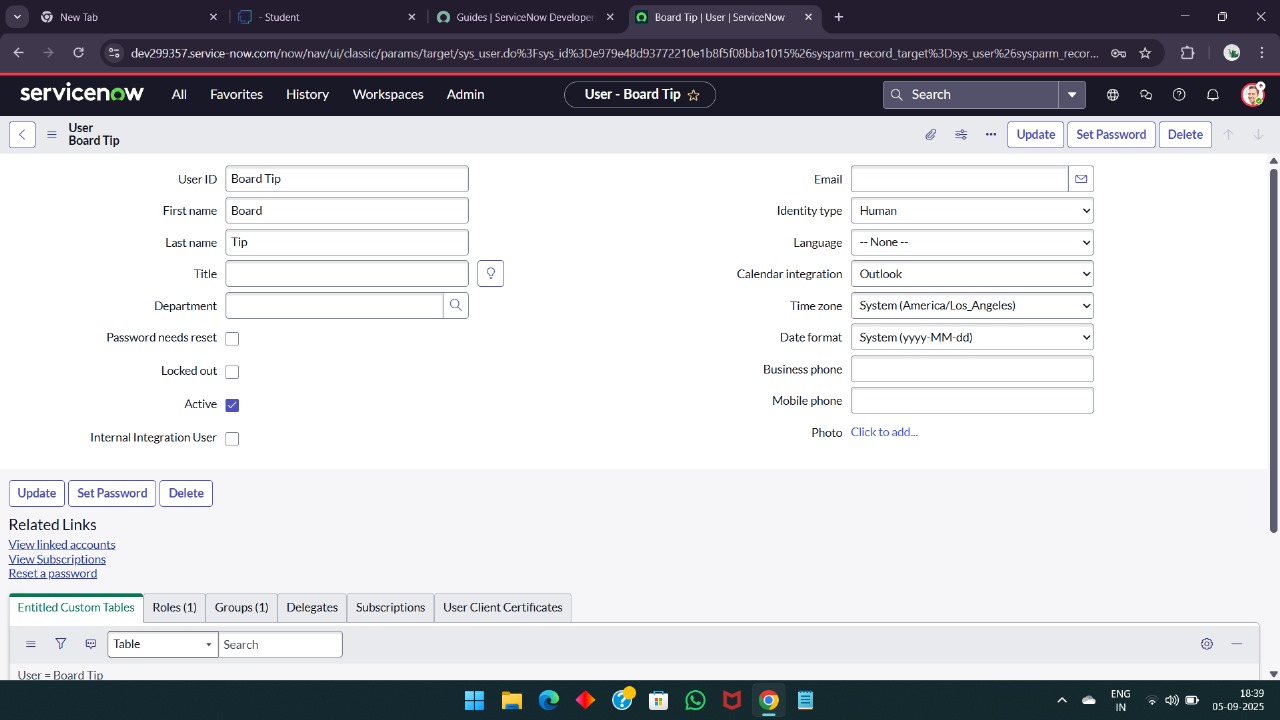 New Tab
- Student
Guides | ServiceNow Developer
Board Tip | User | ServiceNow
dev299357.service-now.com/now/nav/ui/classic/params/target/sys_user.do%3Fsys_id%3De979e48d93772210e1b8f5f08bba1015%26sysparm_record_target%3Dsys_user%26sysparm_recor...
servicenow All Favorites History Workspaces Admin User - Board Tip Search
User
Board Tip
Update Set Password Delete
User ID Board Tip Email
First name Board Identity type Human
Last name Tip Language -- None --
Title Calendar integration Outlook
Department Time zone System (America/Los_Angeles)
Password needs reset Date format System (yyyy-MM-dd)
Locked out Business phone
Active Mobile phone
Internal Integration User Photo Click to add...
Update Set Password Delete
Related Links
View linked accounts
View Subscriptions
Reset a password
Entitled Custom Tables Roles (1) Groups (1) Delegates Subscriptions User Client Certificates
Table Search
User = Board Tip
ENG 18:39
IN 05-09-2025